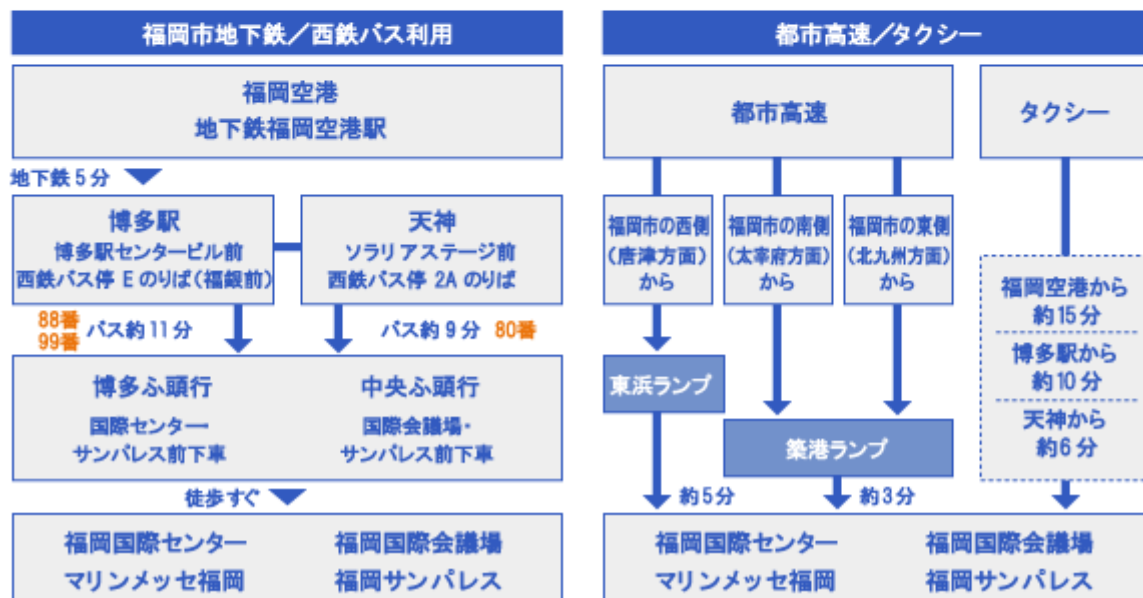 福岡市地下鉄／西鉄バス利用
福岡空港
地下鉄福岡空港駅
地下鉄5分
博多駅
博多駅センタービル前
西鉄バス停 E のりば(福銀前)
天神
ソラリアステージ前
西鉄バス停 2A のりば
88番
99番
バス約11分
バス約9分 80番
博多ふ頭行
国際センター・
サンパレス前下車
中央ふ頭行
国際会議場・
サンパレス前下車
徒歩すぐ
福岡国際センター
福岡国際会議場
マリンメッセ福岡
福岡サンパレス
都市高速／タクシー
都市高速
タクシー
福岡市の西側
(唐津方面)
から
福岡市の南側
(太宰府方面)
から
福岡市の東側
(北九州方面)
から
東浜ランプ
築港ランプ
福岡空港から
約15分
博多駅から
約10分
天神から
約6分
約5分
約3分
福岡国際センター
福岡国際会議場
マリンメッセ福岡
福岡サンパレス